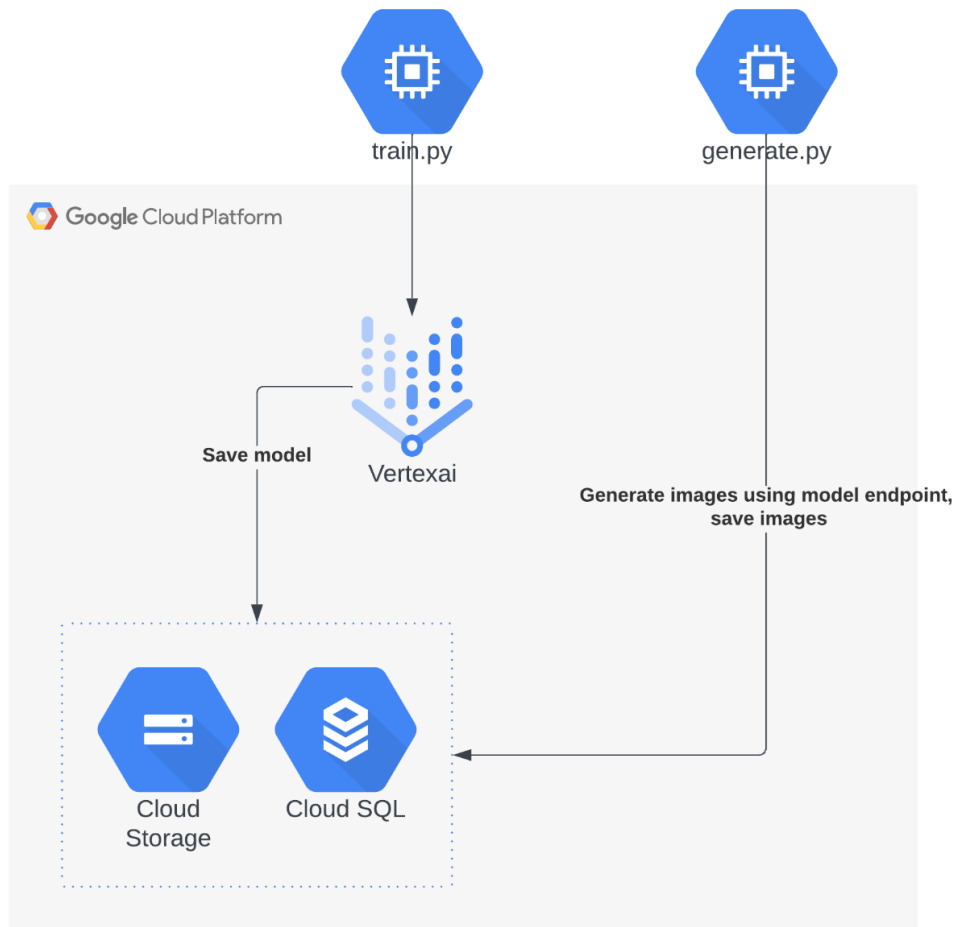 train.py
generate.py
Google Cloud Platform
Vertexai
Save model
Generate images using model endpoint,
save images
Cloud
Storage
Cloud SQL